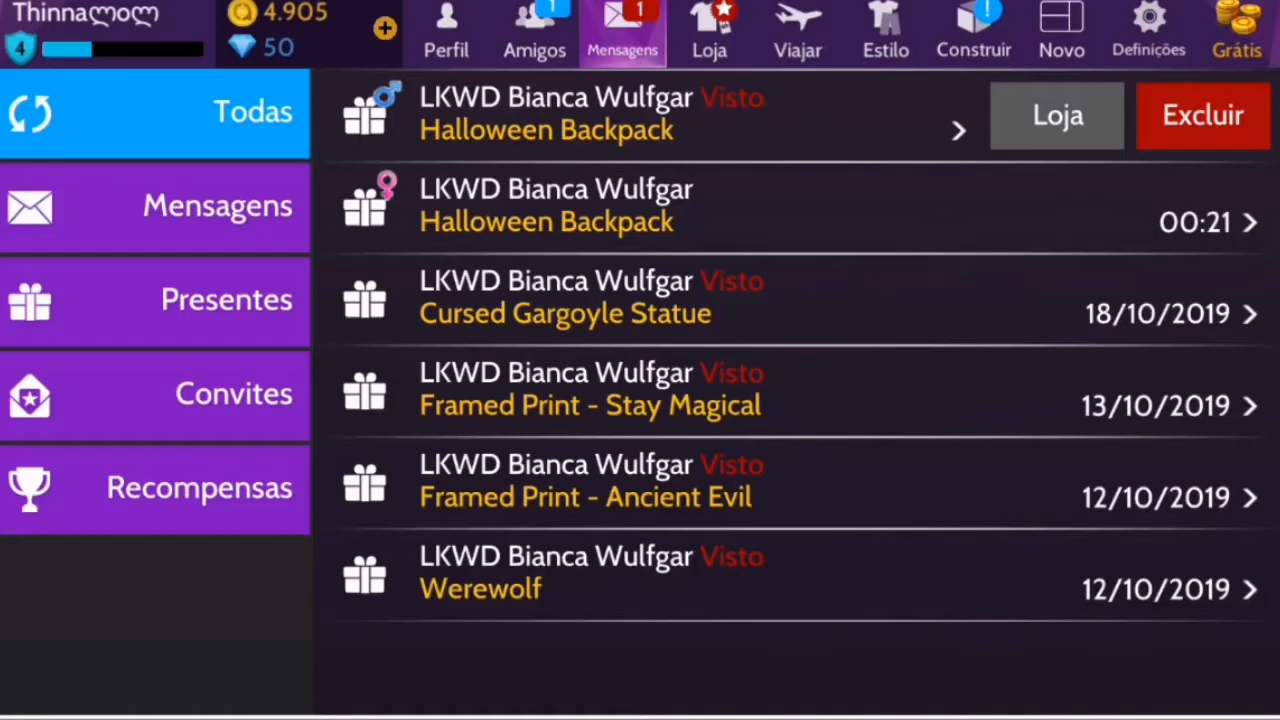 Thinnaლოლ
4.905
4
50
1
Perfil
Amigos
1
Mensagens
Loja
Viajar
Estilo
!
Construir
Novo
Definições
Grátis
Todas
Mensagens
Presentes
Convites
Recompensas
LKWD Bianca Wulfgar Visto
Halloween Backpack
Loja
Excluir
LKWD Bianca Wulfgar
Halloween Backpack
00:21
LKWD Bianca Wulfgar Visto
Cursed Gargoyle Statue
18/10/2019
LKWD Bianca Wulfgar Visto
Framed Print - Stay Magical
13/10/2019
LKWD Bianca Wulfgar Visto
Framed Print - Ancient Evil
12/10/2019
LKWD Bianca Wulfgar Visto
Werewolf
12/10/2019